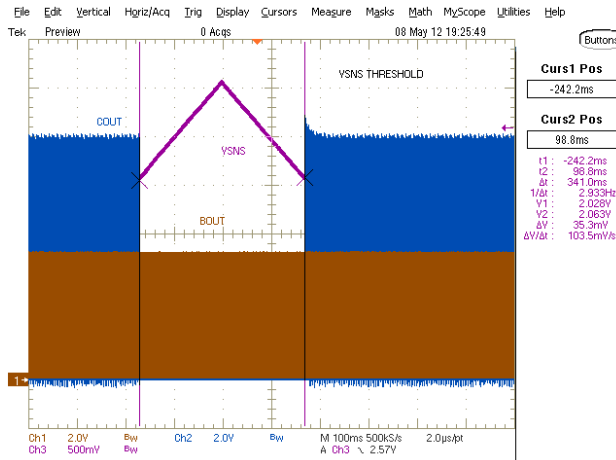 File Edit Vertical Horiz/Acq Trig Display Cursors Measure Masks Math MyScope Utilities Help
Tek Preview 0 Acqs 08 May 12 19:25:49
Buttons
Curs1 Pos
-242.2ms
Curs2 Pos
98.8ms
t1: -242.2ms
t2: 98.8ms
Δt: 341.0ms
1/Δt: 2.933Hz
V1: 2.028V
V2: 2.063V
ΔV: 35.3mV
ΔV/Δt: 103.5mV/s
VSNS THRESHOLD
COUT
VSNS
BOUT
1
Ch1 2.0V Bw Ch2 2.0V Bw M 100ms 500kS/s 2.0µs/pt
Ch3 500mV Bw A Ch3 2.57V